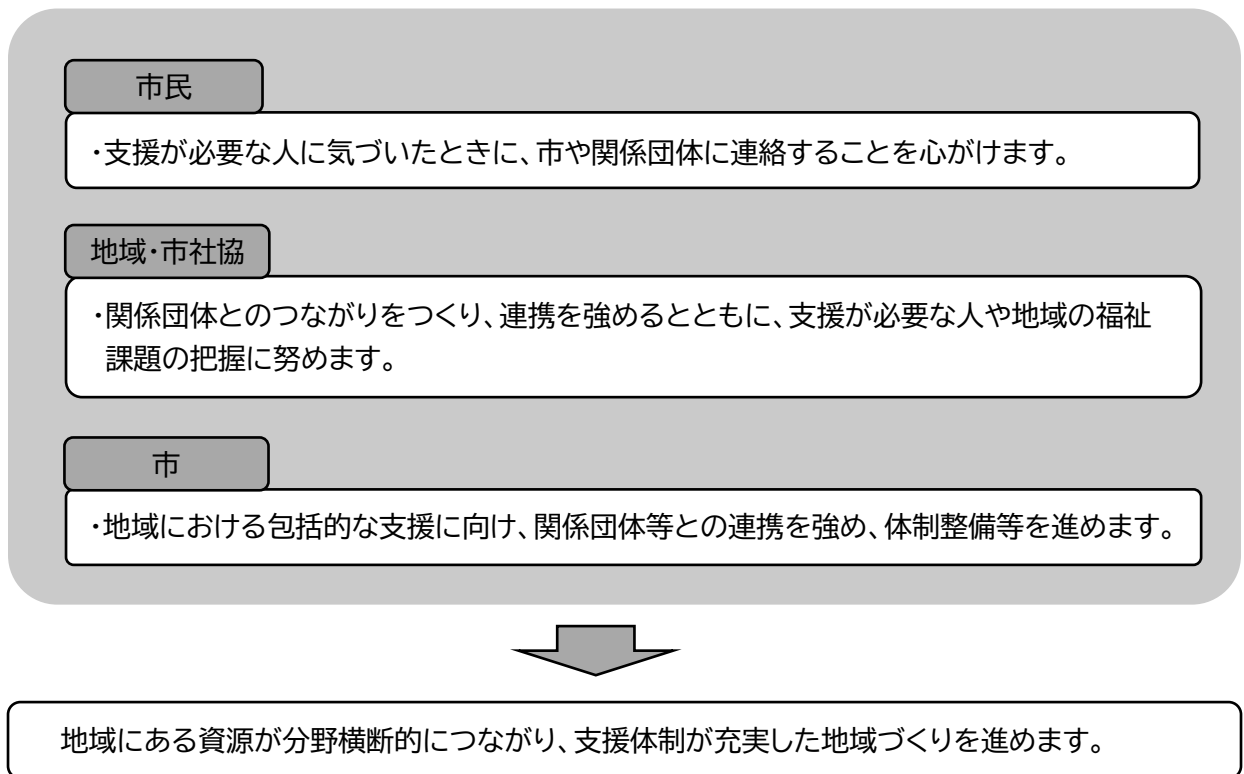 市民
・支援が必要な人に気づいたときに、市や関係団体に連絡することを心がけます。
地域・市社協
・関係団体とのつながりをつくり、連携を強めるとともに、支援が必要な人や地域の福祉
課題の把握に努めます。
市
・地域における包括的な支援に向け、関係団体等との連携を強め、体制整備等を進めます。
地域にある資源が分野横断的につながり、支援体制が充実した地域づくりを進めます。